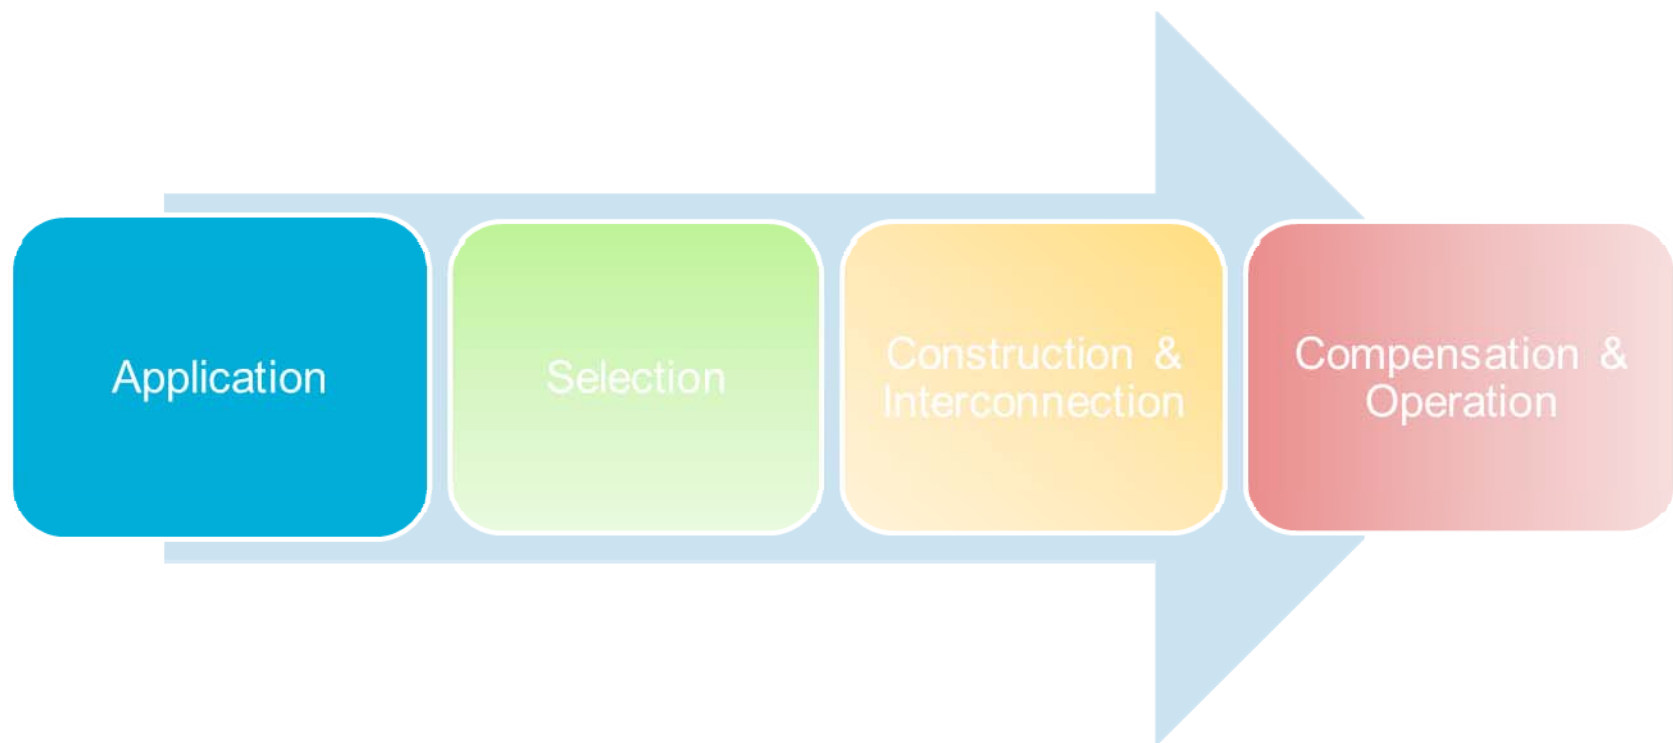 Application
Selection
Construction &
Interconnection
Compensation &
Operation